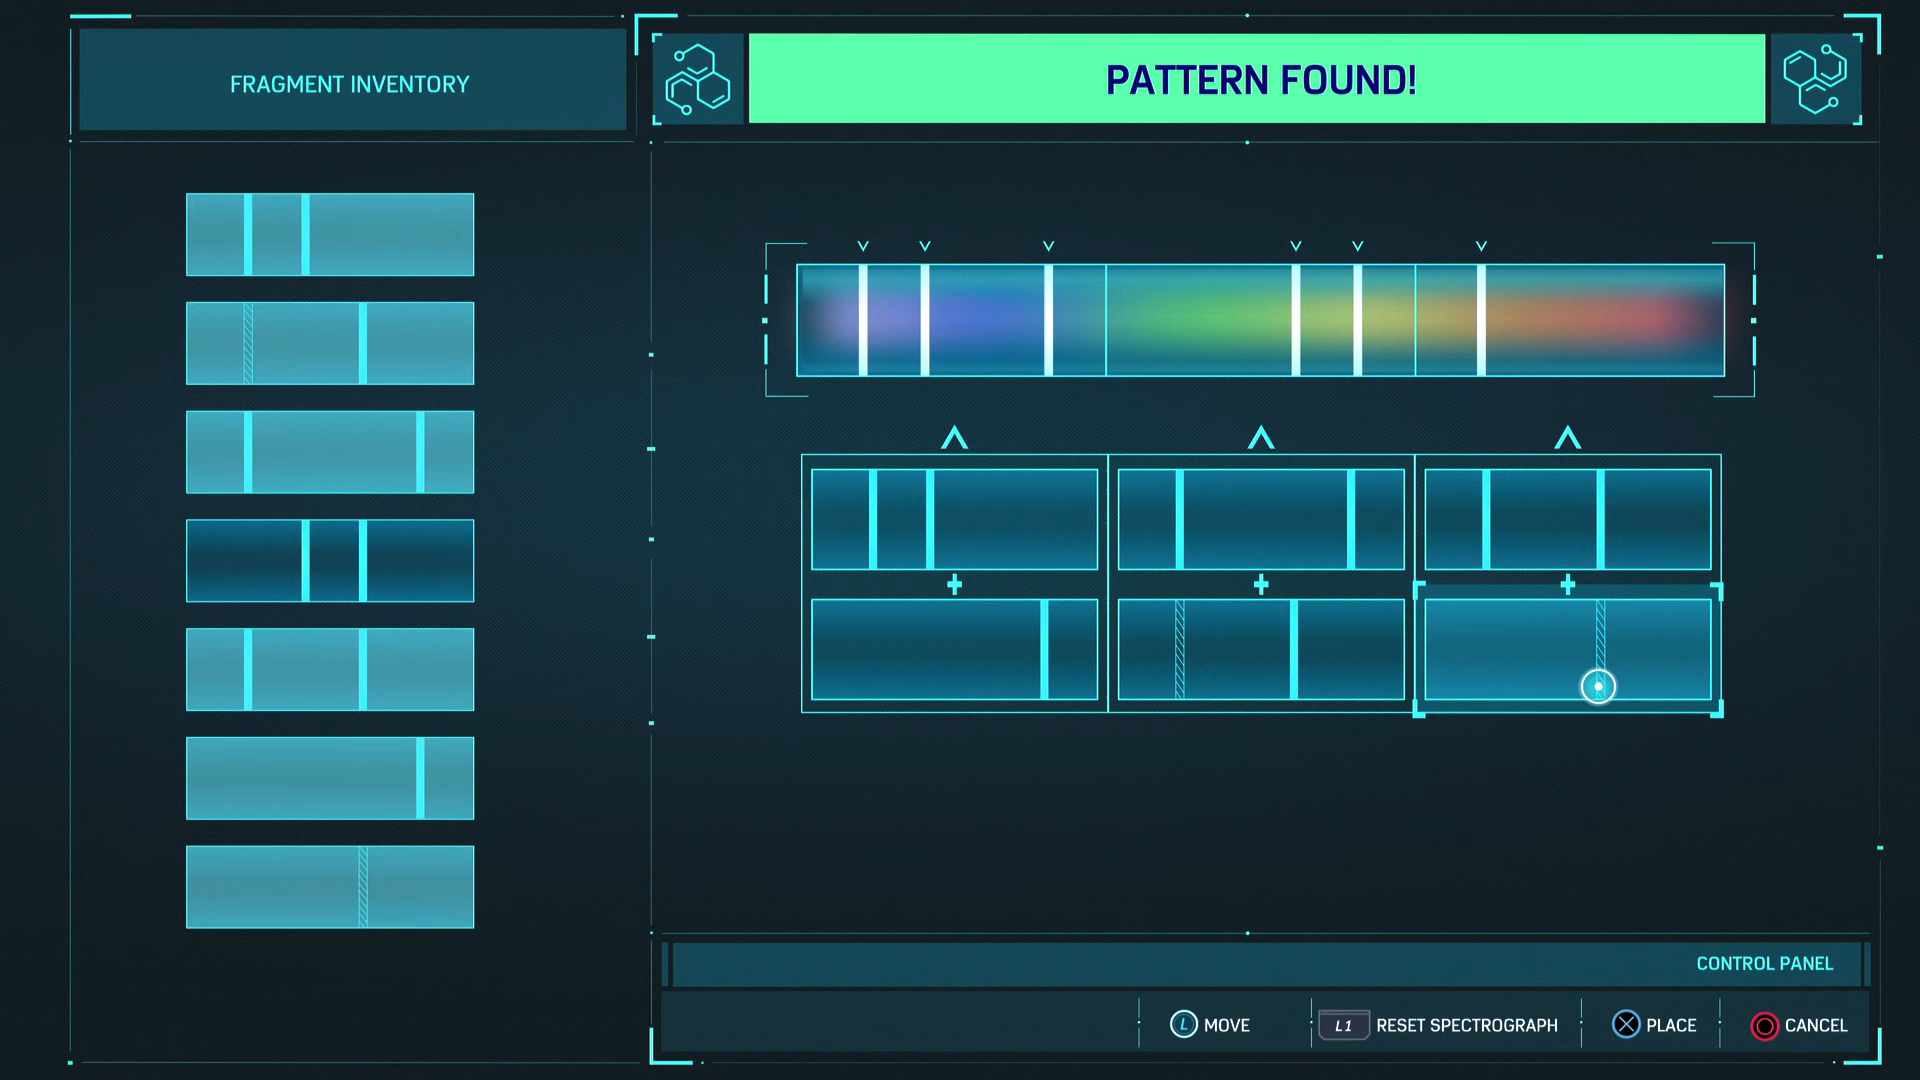 FRAGMENT INVENTORY
PATTERN FOUND!
CONTROL PANEL
L MOVE
L1 RESET SPECTROGRAPH
PLACE
CANCEL